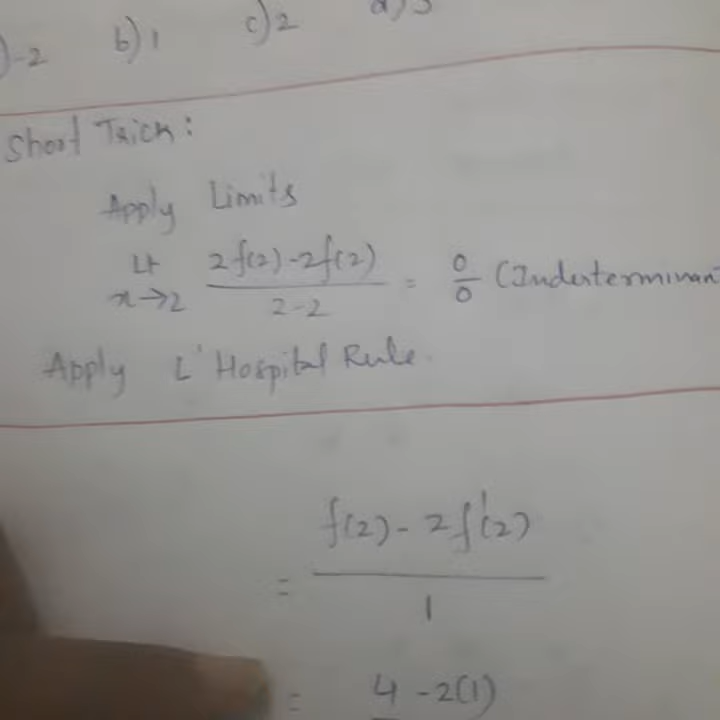 )-2 b) 1 c) 2 d) 3
Short Trick:
Apply Limits
Lt 2f(2)-2f(2)
x→2 2-2 = 0/0 (Indeterminan
Apply L'Hospital Rule.
= f(2) - 2f'(2)
1
= 4 -2(1)